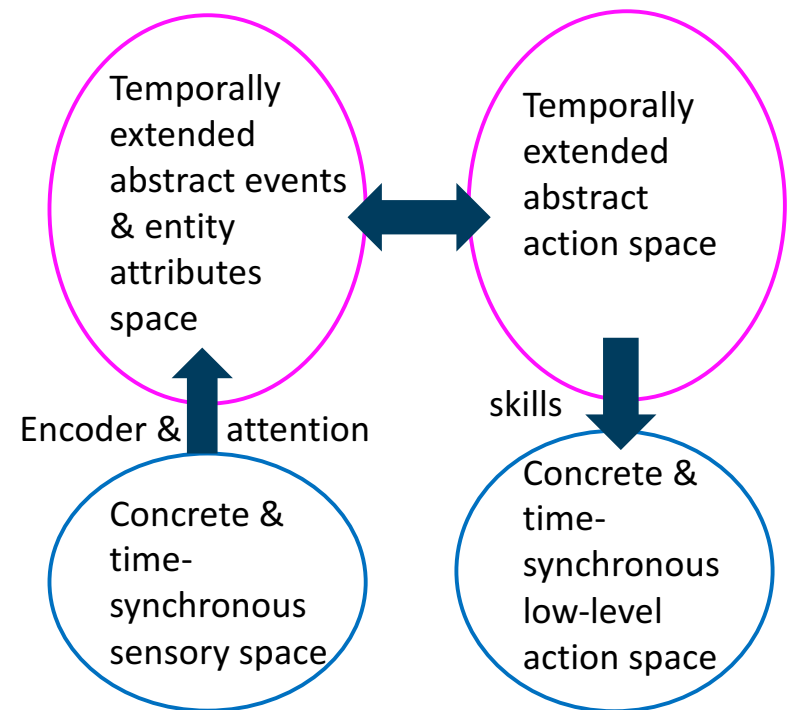 Temporally
extended
abstract events
& entity
attributes
space
Temporally
extended
abstract
action space
Encoder & attention
skills
Concrete &
time-
synchronous
sensory space
Concrete &
time-
synchronous
low-level
action space